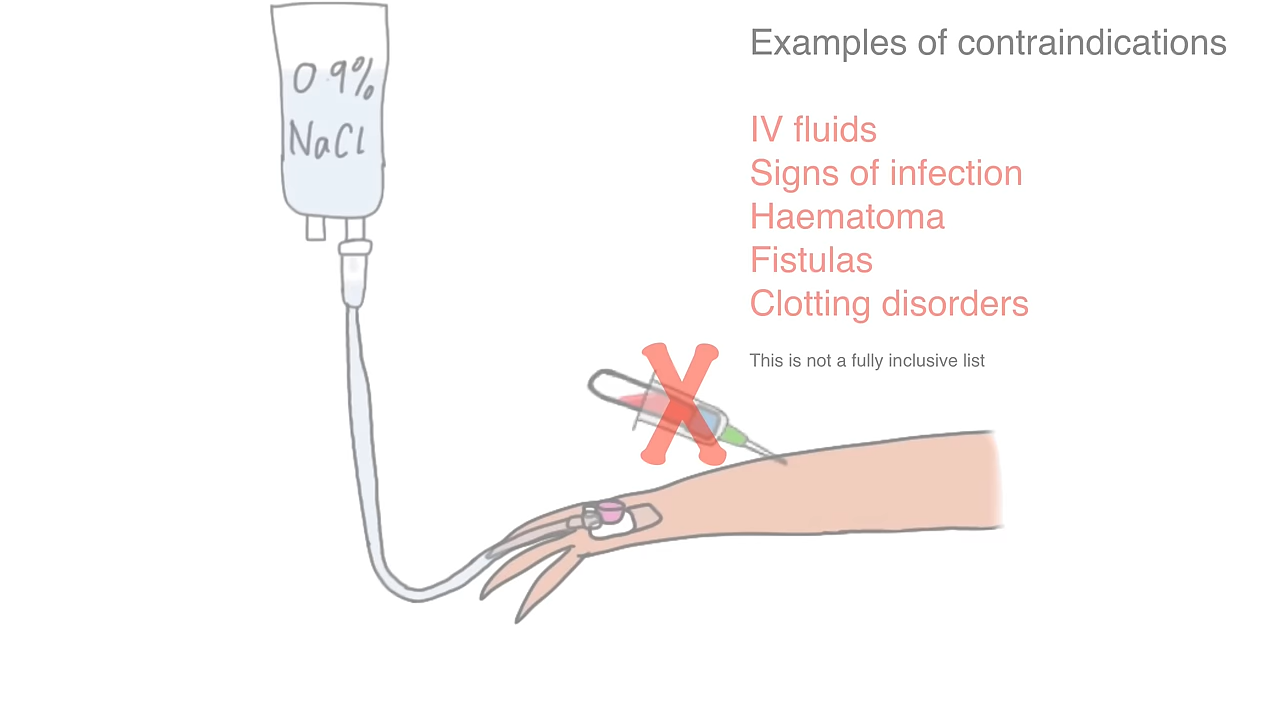 0.9%
NaCl
Examples of contraindications
IV fluids
Signs of infection
Haematoma
Fistulas
Clotting disorders
This is not a fully inclusive list